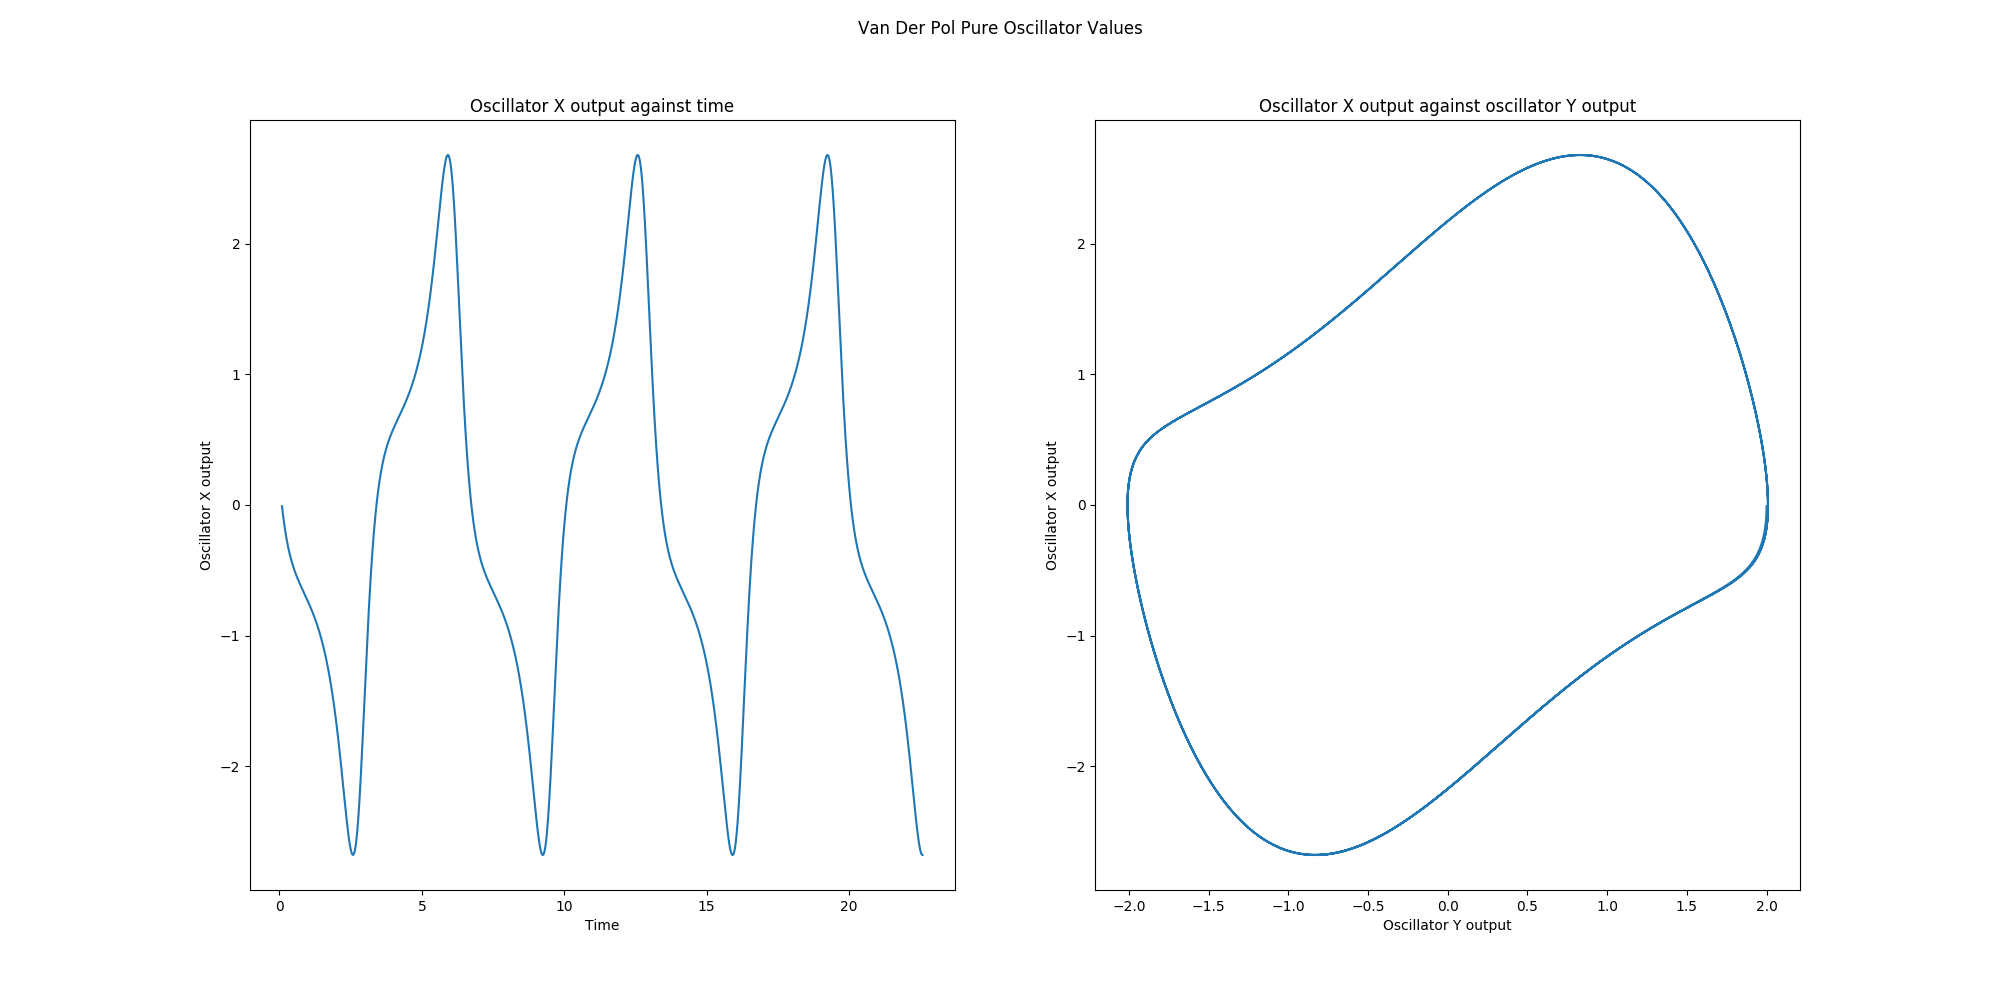 Van Der Pol Pure Oscillator Values
Oscillator X output against time
Oscillator X output
2
1
0
−1
−2
0 5 10 15 20
Time
Oscillator X output against oscillator Y output
Oscillator X output
2
1
0
−1
−2
−2.0 −1.5 −1.0 −0.5 0.0 0.5 1.0 1.5 2.0
Oscillator Y output